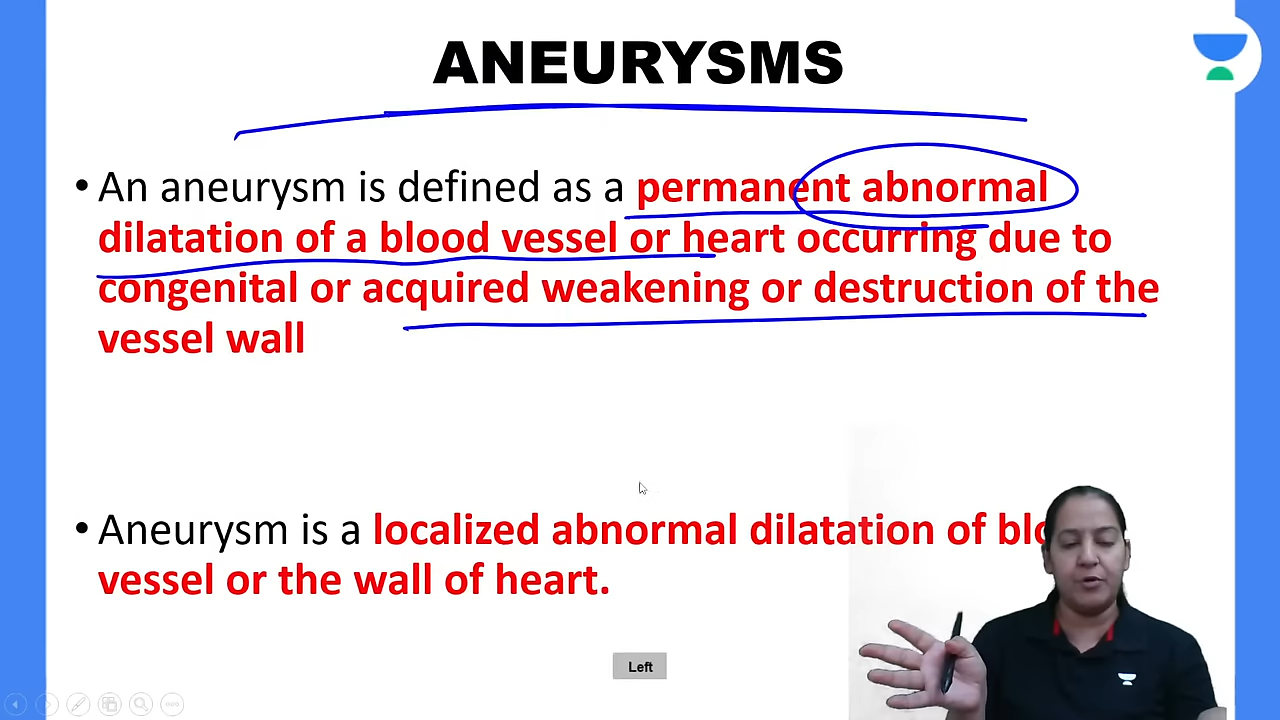 ANEURYSMS
• An aneurysm is defined as a permanent abnormal
dilatation of a blood vessel or heart occurring due to
congenital or acquired weakening or destruction of the
vessel wall
• Aneurysm is a localized abnormal dilatation of
vessel or the wall of heart.
Left